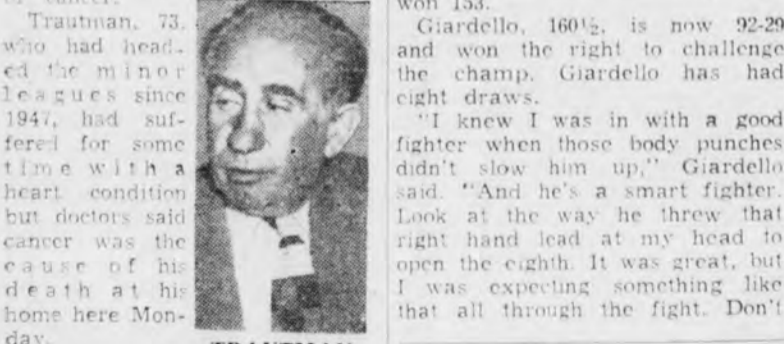 of cancer.
Trautman, 73,
who had head-
ed the minor
leagues since
1947, had suf-
fered for some
time with a
heart condition
but doctors said
cancer was the
cause of his
death at his
home here Mon-
day.
TRAUTMAN
won 153.
Giardello, 160½, is now 92-29
and won the right to challenge
the champ. Giardello has had
eight draws.
"I knew I was in with a good
fighter when those body punches
didn't slow him up," Giardello
said. "And he's a smart fighter.
Look at the way he threw that
right hand lead at my head to
open the eighth. It was great, but
I was expecting something like
that all through the fight. Don't